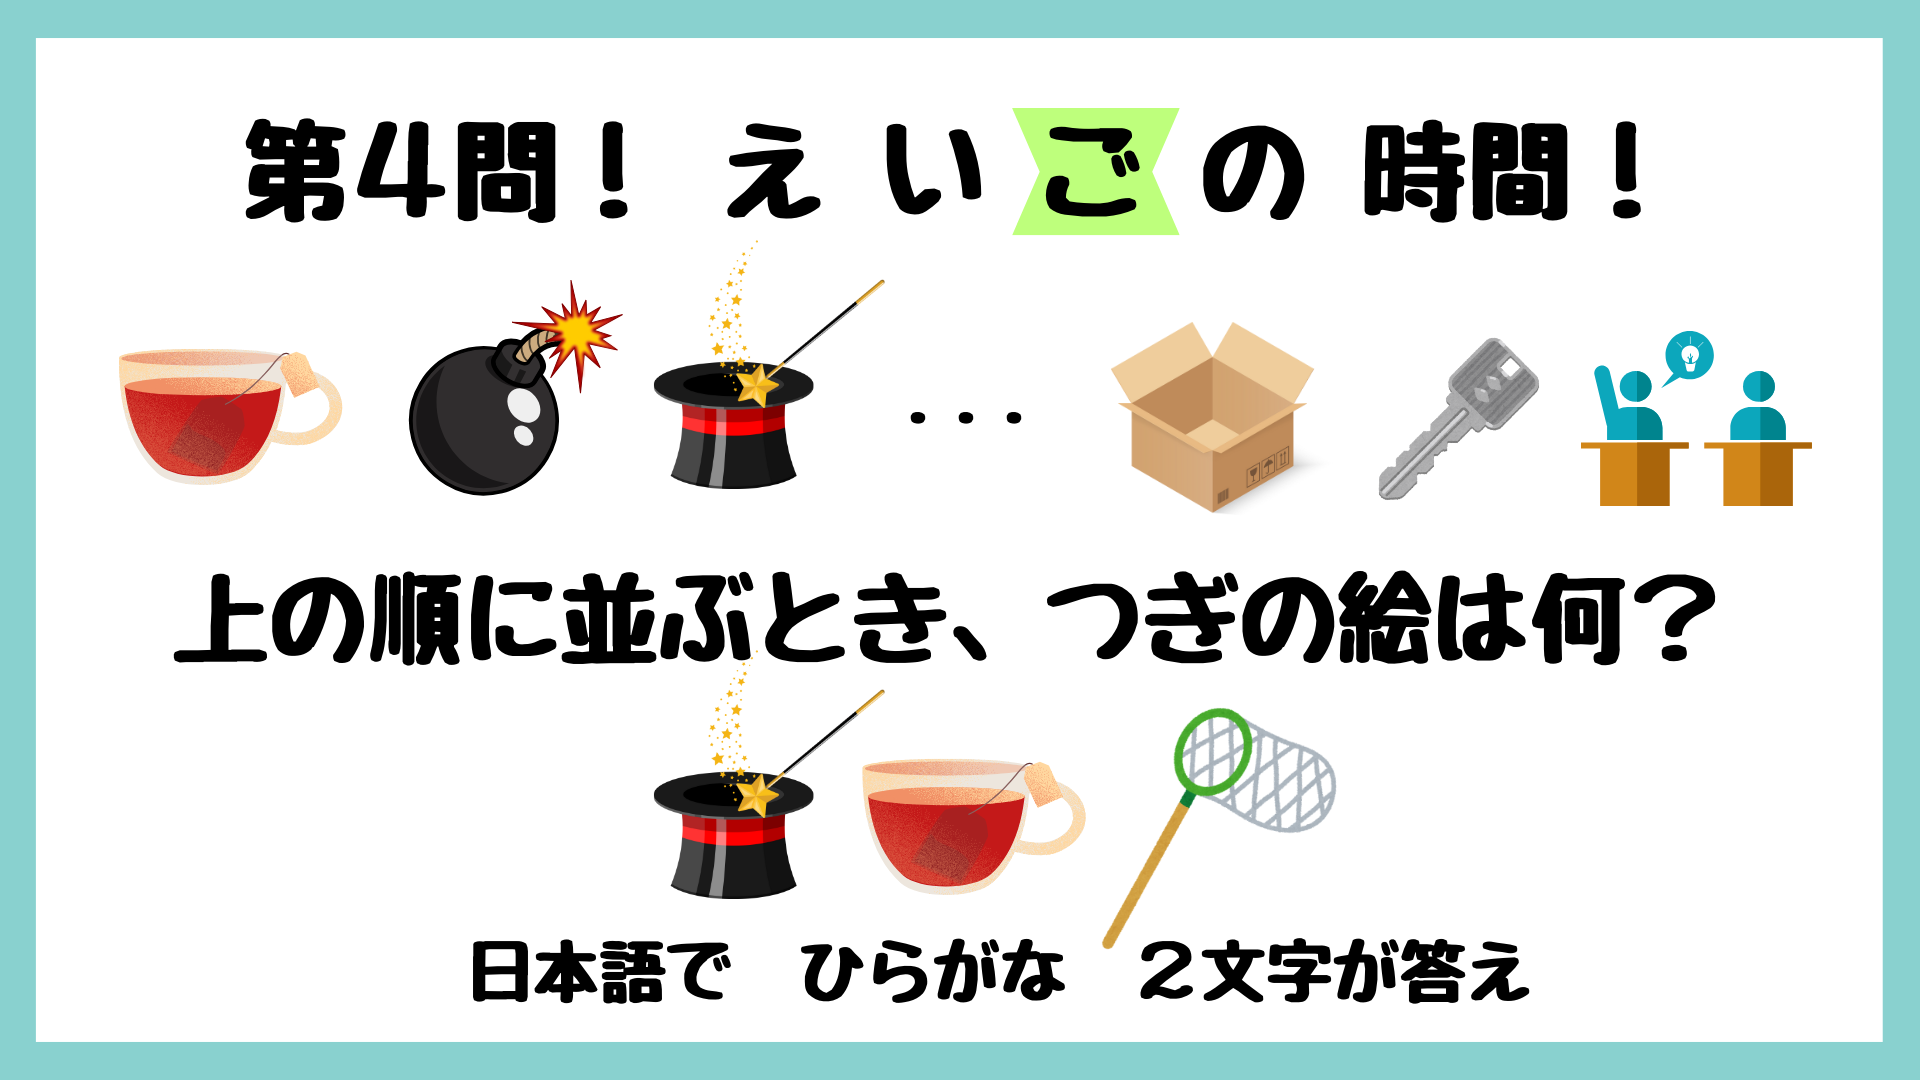 第4問！ えいごの 時間！
・・・
上の順に並ぶとき、つぎの絵は何？
日本語で ひらがな 2文字が答え